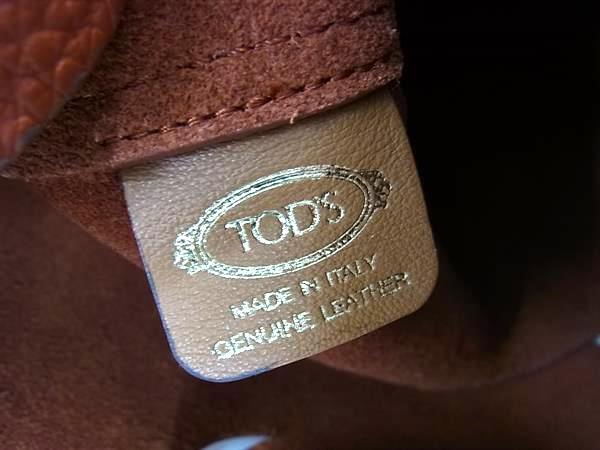 TOD'S
MADE IN ITALY
GENUINE LEATHER